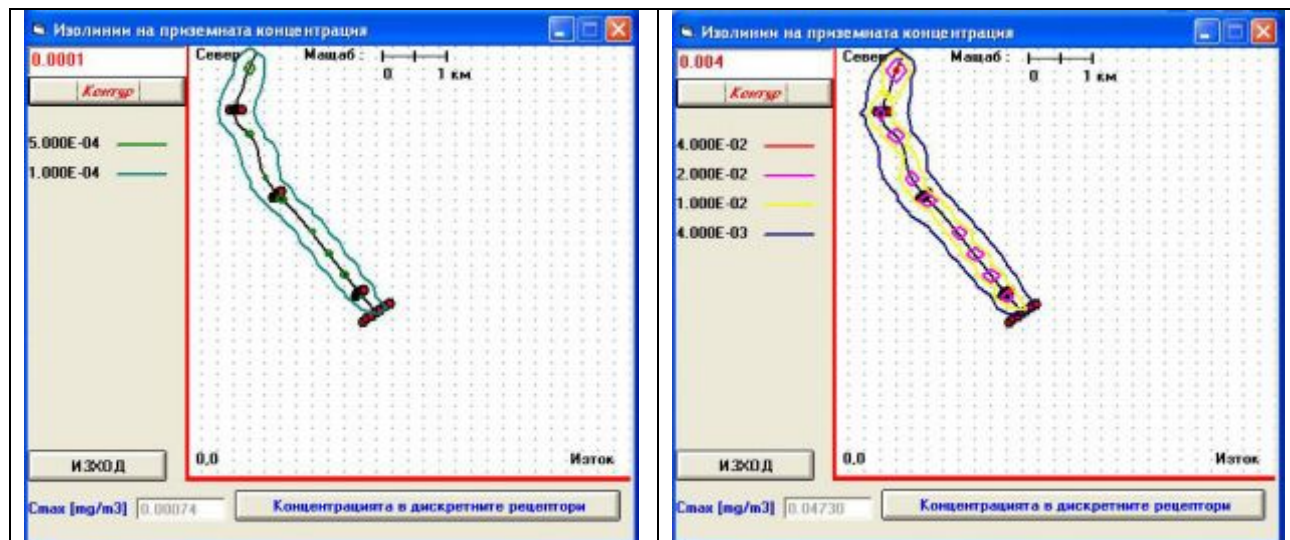 Изолинии на приземната концентрация
0.0001
Север
Мащаб :
0 1 км
Контур
5.000E-04
1.000E-04
ИЗХОД
0,0
Изток
Cmax [mg/m3] 0.00074
Концентрацията в дискретните рецептори
Изолинии на приземната концентрация
0.004
Север
Мащаб :
0 1 км
Контур
4.000E-02
2.000E-02
1.000E-02
4.000E-03
ИЗХОД
0,0
Изток
Cmax [mg/m3] 0.04730
Концентрацията в дискретните рецептори